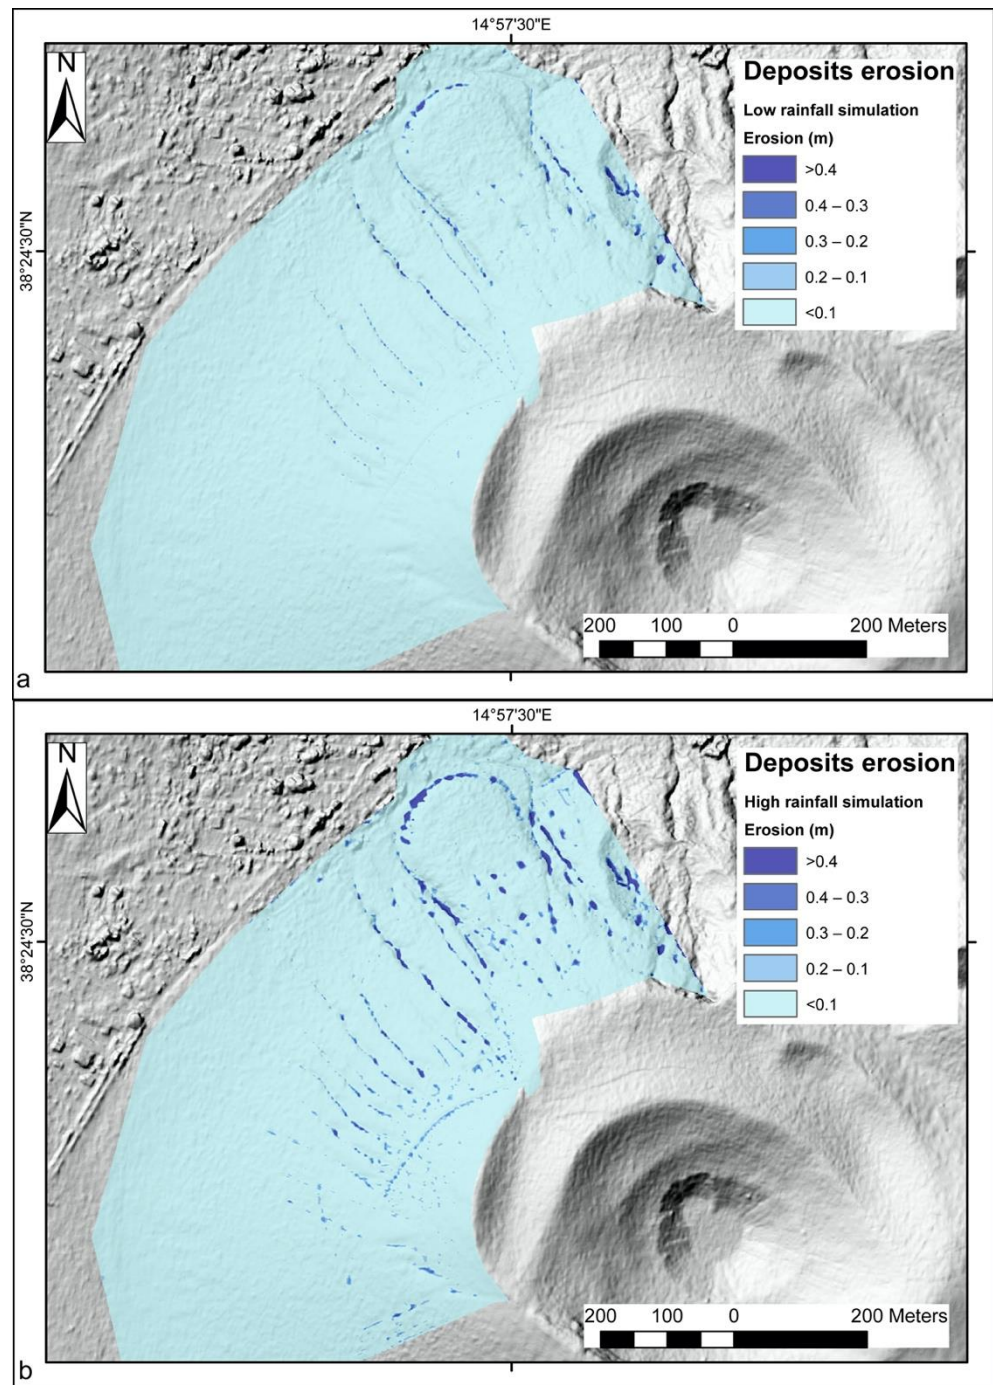 14°57'30"E
N
38°24'30"N
Deposits erosion
Low rainfall simulation
Erosion (m)
>0.4
0.4 – 0.3
0.3 – 0.2
0.2 – 0.1
<0.1
200 100 0 200 Meters
a
14°57'30"E
N
38°24'30"N
Deposits erosion
High rainfall simulation
Erosion (m)
>0.4
0.4 – 0.3
0.3 – 0.2
0.2 – 0.1
<0.1
200 100 0 200 Meters
b